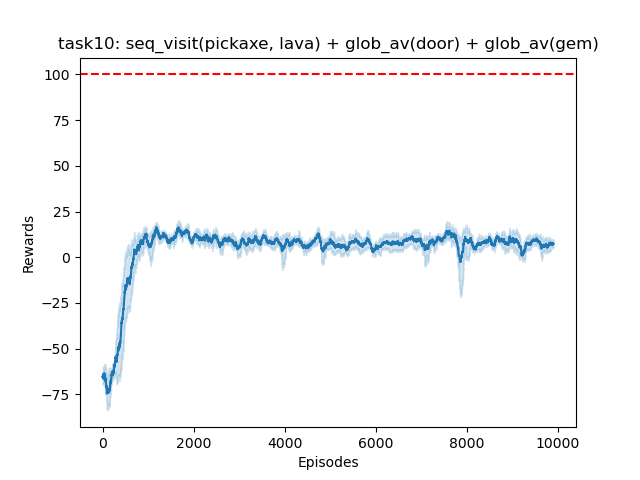 task10: seq_visit(pickaxe, lava) + glob_av(door) + glob_av(gem)
100
75
50
25
0
−25
−50
−75
Rewards
0 2000 4000 6000 8000 10000
Episodes